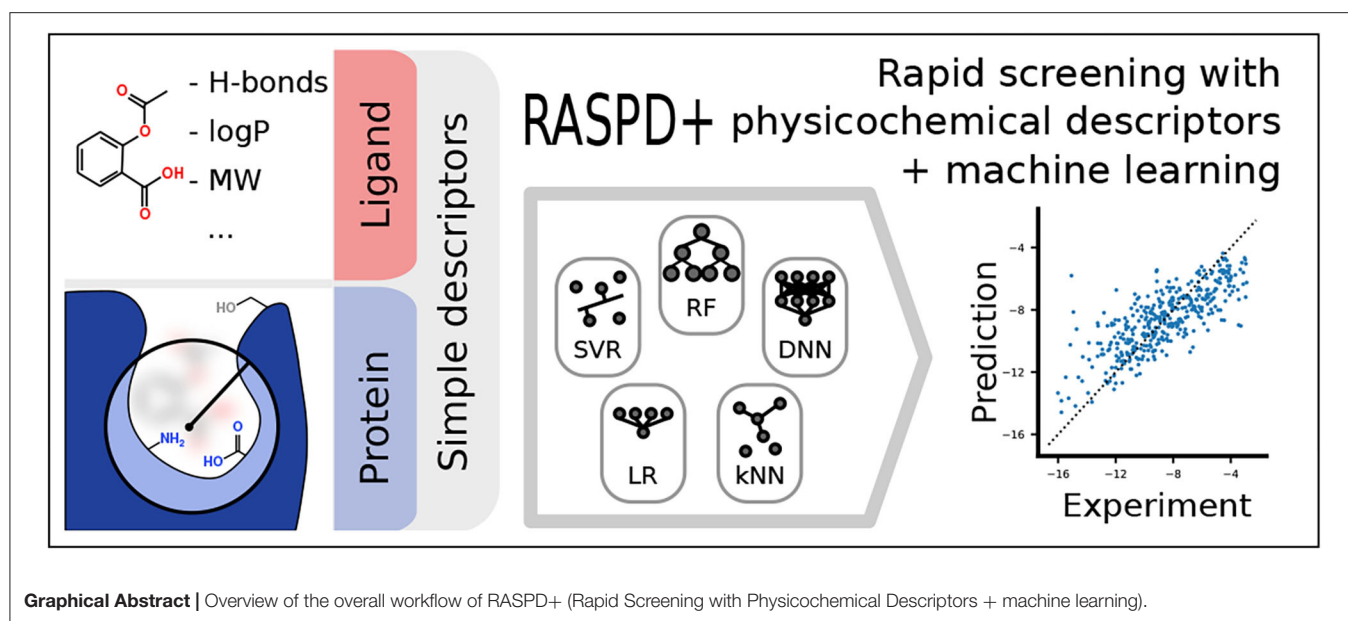 O
O
OH
O
- H-bonds
- logP
- MW
...
Ligand
Protein
Simple descriptors
HO
NH2
O
HO
RASPD+
Rapid screening with
physicochemical descriptors
+ machine learning
SVR
RF
DNN
LR
kNN
Prediction
−4
−8
−12
−16
−16
−12
−8
−4
Experiment
Graphical Abstract | Overview of the overall workflow of RASPD+ (Rapid Screening with Physicochemical Descriptors + machine learning).